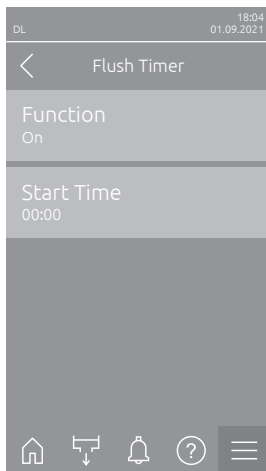 18:04
DL 01.09.2021
Flush Timer
Function
On
Start Time
00:00
?